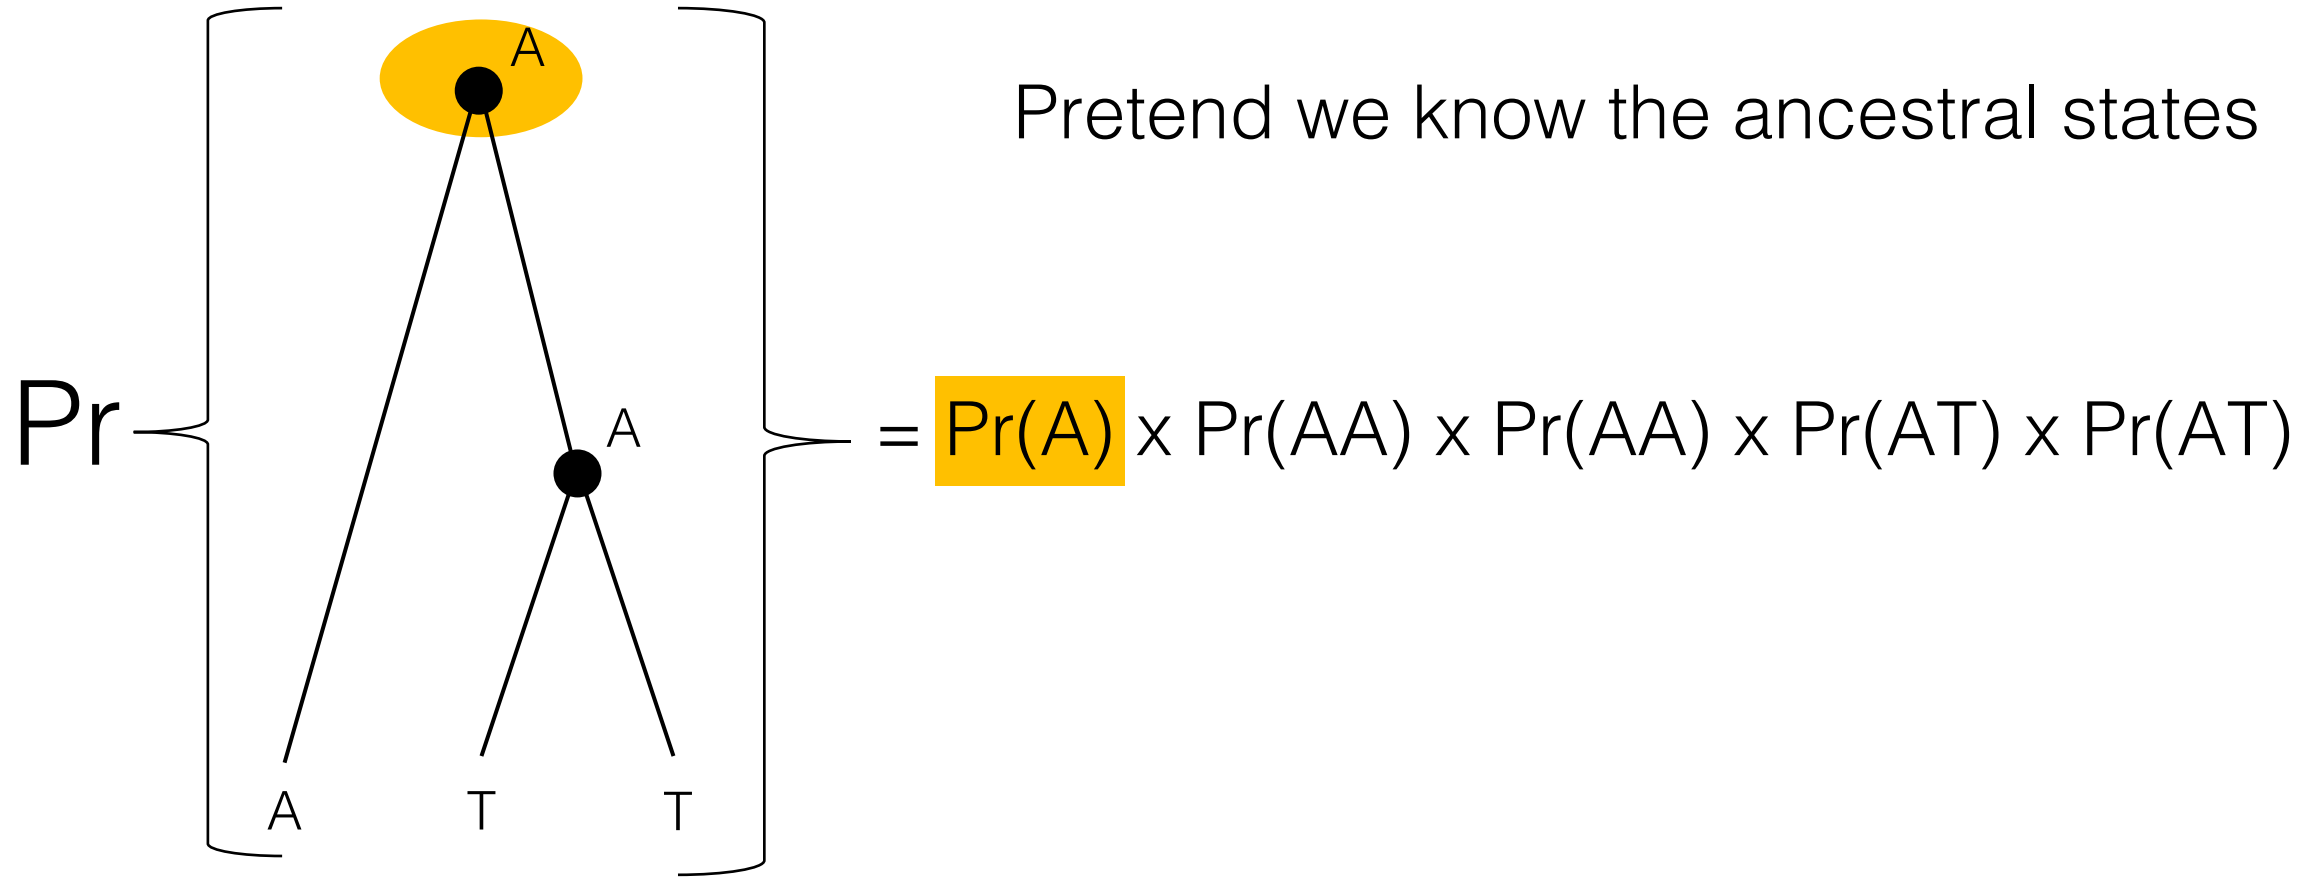 A
Pretend we know the ancestral states
Pr
A
= Pr(A) x Pr(AA) x Pr(AA) x Pr(AT) x Pr(AT)
A T T